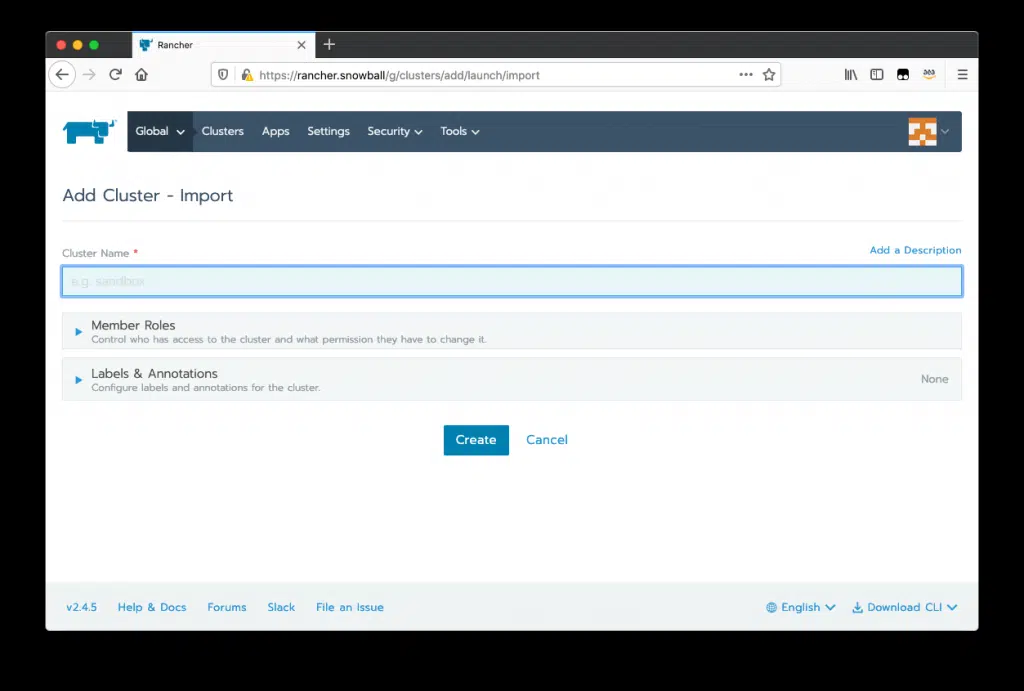 Rancher
https://rancher.snowball/g/clusters/add/launch/import
Global Clusters Apps Settings Security Tools
Add Cluster - Import
Cluster Name *
Add a Description
e.g. sandbox
Member Roles
Control who has access to the cluster and what permission they have to change it.
Labels & Annotations
Configure labels and annotations for the cluster.
None
Create Cancel
v2.4.5 Help & Docs Forums Slack File an Issue English Download CLI